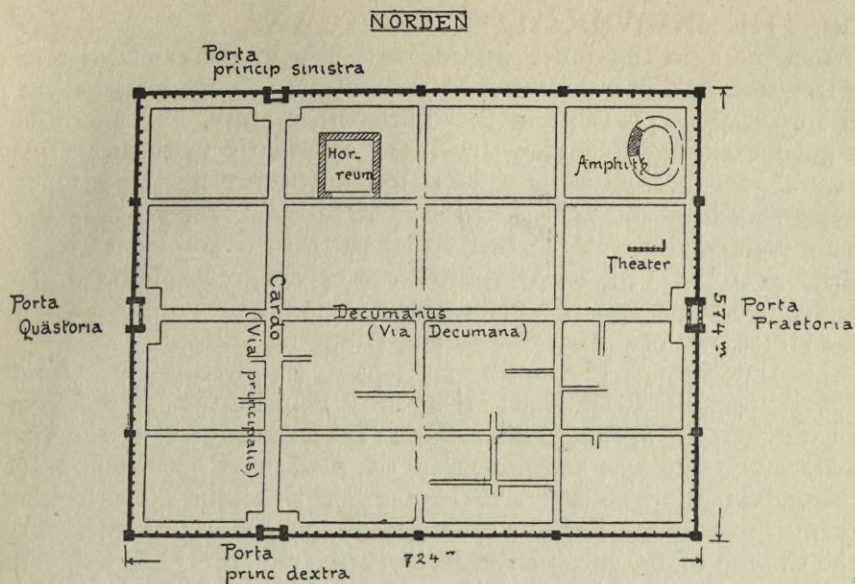 NORDEN
Porta
princip sinistra
Hor-
reum
Amphith
Theater
Porta
Quästoria
Cardo
(Via principalis)
Decumanus
(Via Decumana)
574 m.
Porta
Praetoria
724 m
Porta
princ dextra